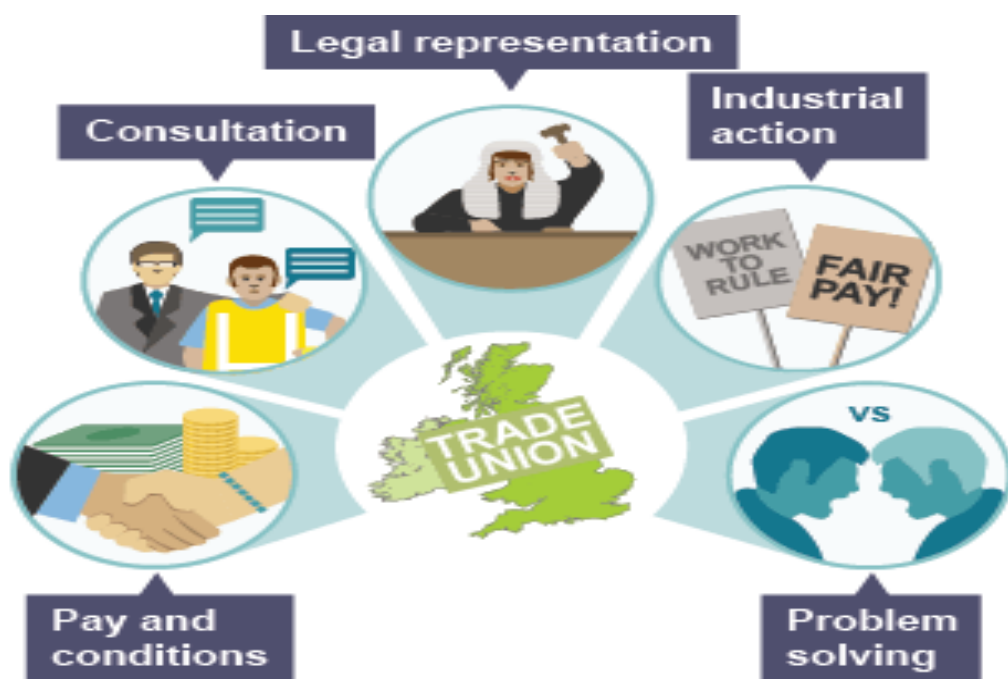 Legal representation
Consultation
Industrial
action
WORK
TO
RULE
FAIR
PAY!
TRADE
UNION
VS
Pay and
conditions
Problem
solving